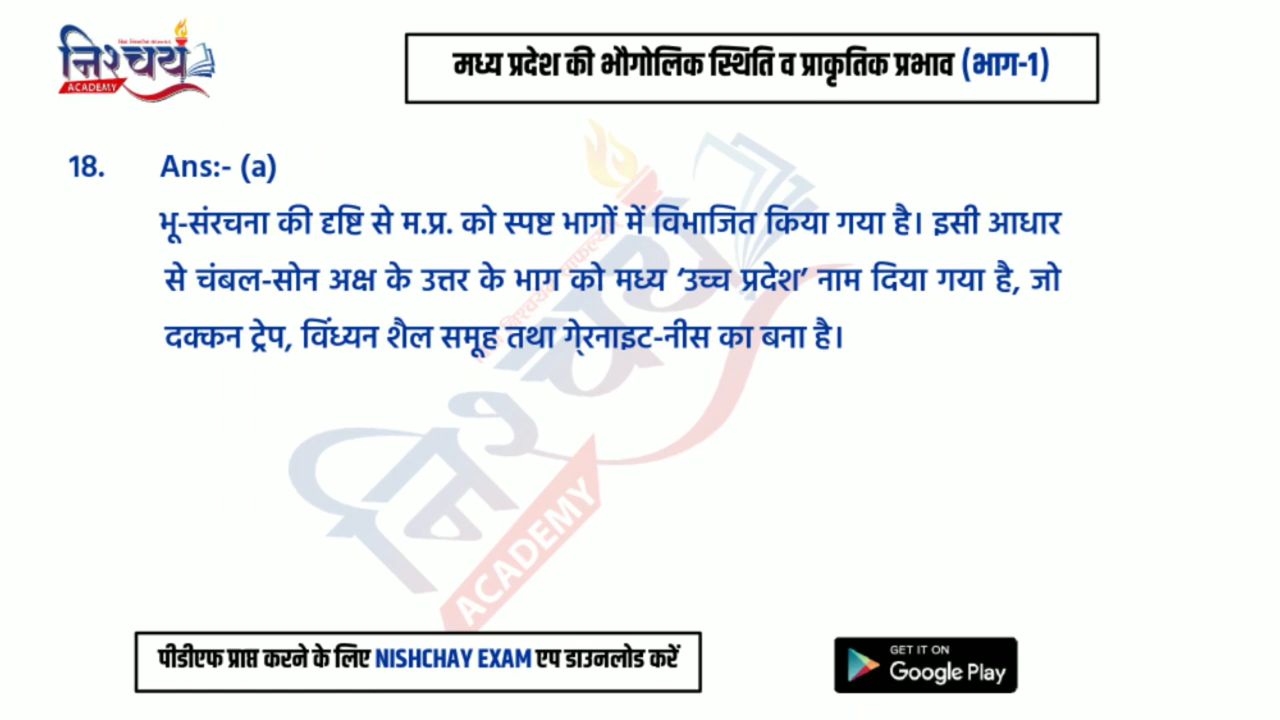 निश्चय
ACADEMY
मध्य प्रदेश की भौगोलिक स्थिति व प्राकृतिक प्रभाव (भाग-1)
18. Ans:- (a)
भू-संरचना की दृष्टि से म.प्र. को स्पष्ट भागों में विभाजित किया गया है। इसी आधार
से चंबल-सोन अक्ष के उत्तर के भाग को मध्य ‘उच्च प्रदेश’ नाम दिया गया है, जो
दक्कन ट्रेप, विंध्यन शैल समूह तथा गे्रनाइट-नीस का बना है।
निश्चय
ACADEMY
पीडीएफ प्राप्त करने के लिए NISHCHAY EXAM एप डाउनलोड करें
GET IT ON
Google Play